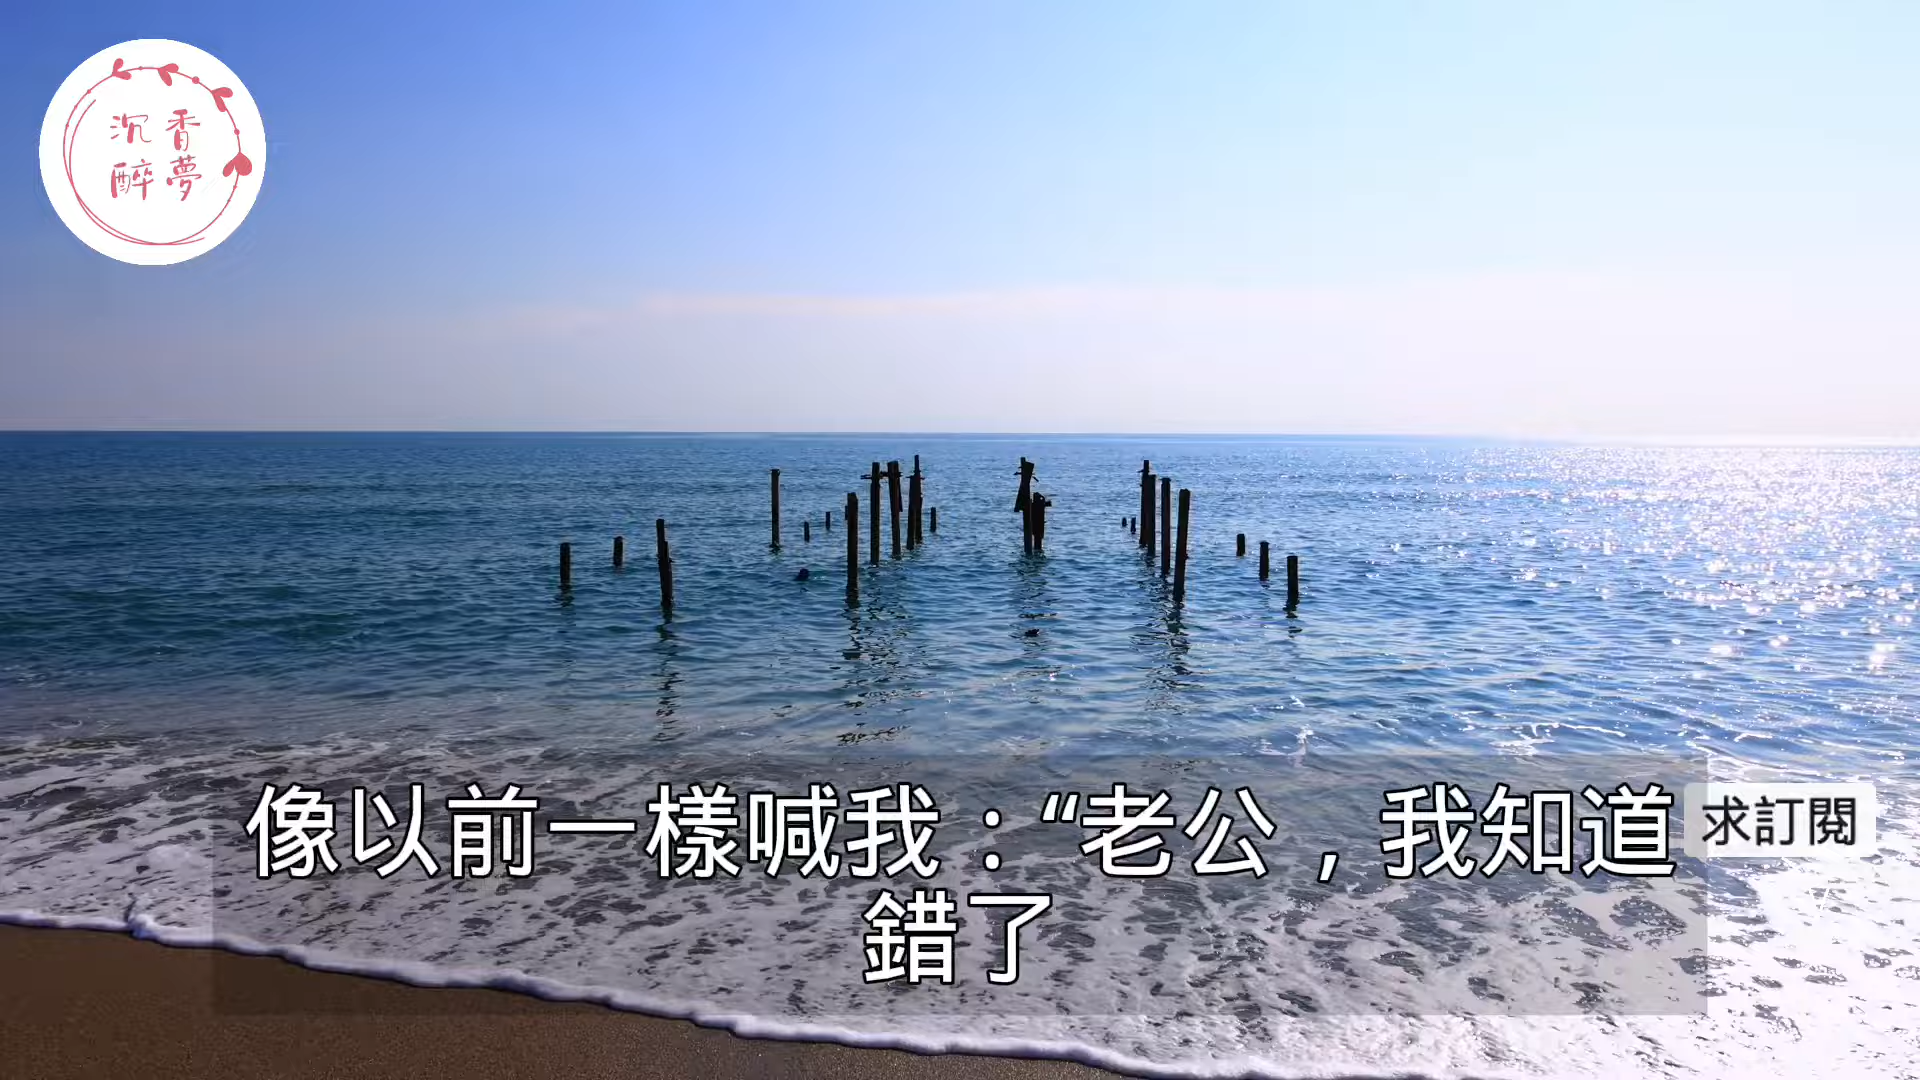 沉香
醉夢
像以前一樣喊我：“老公，我知道
錯了
求訂閱